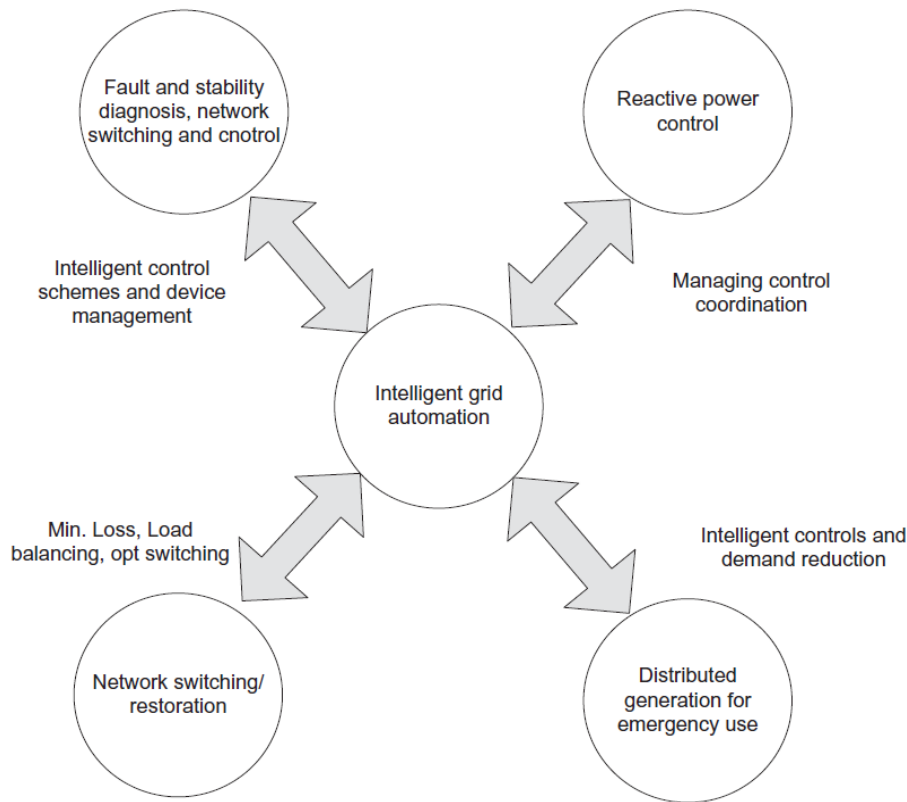 Fault and stability
diagnosis, network
switching and cnotrol
Reactive power
control
Intelligent control
schemes and device
management
Managing control
coordination
Intelligent grid
automation
Min. Loss, Load
balancing, opt switching
Intelligent controls and
demand reduction
Network switching/
restoration
Distributed
generation for
emergency use